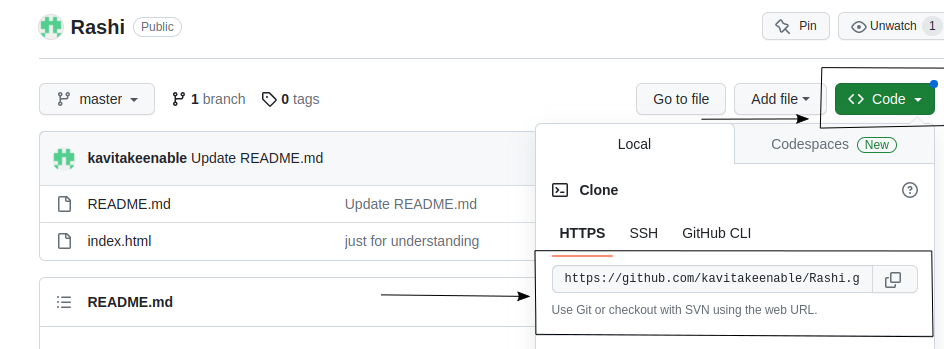 Rashi Public Pin Unwatch 1
master 1 branch 0 tags Go to file Add file Code
Local Codespaces New
kavitakeenable Update README.md
Clone
README.md Update README.md
HTTPS SSH GitHub CLI
index.html just for understanding
https://github.com/kavitakeenable/Rashi.g
README.md
Use Git or checkout with SVN using the web URL.